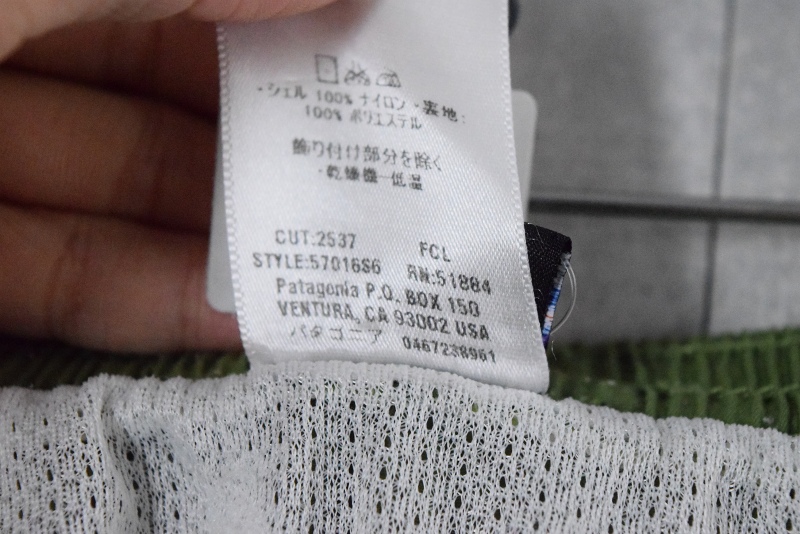 ・シェル 100% ナイロン・裏地:
100% ポリエステル
飾り付け部分を除く
・乾燥機—低温
CUT:2537 FCL
STYLE:57016S6 RN:51884
Patagonia P.O. BOX 150
VENTURA, CA 93002 USA
パタゴニア 0467238961